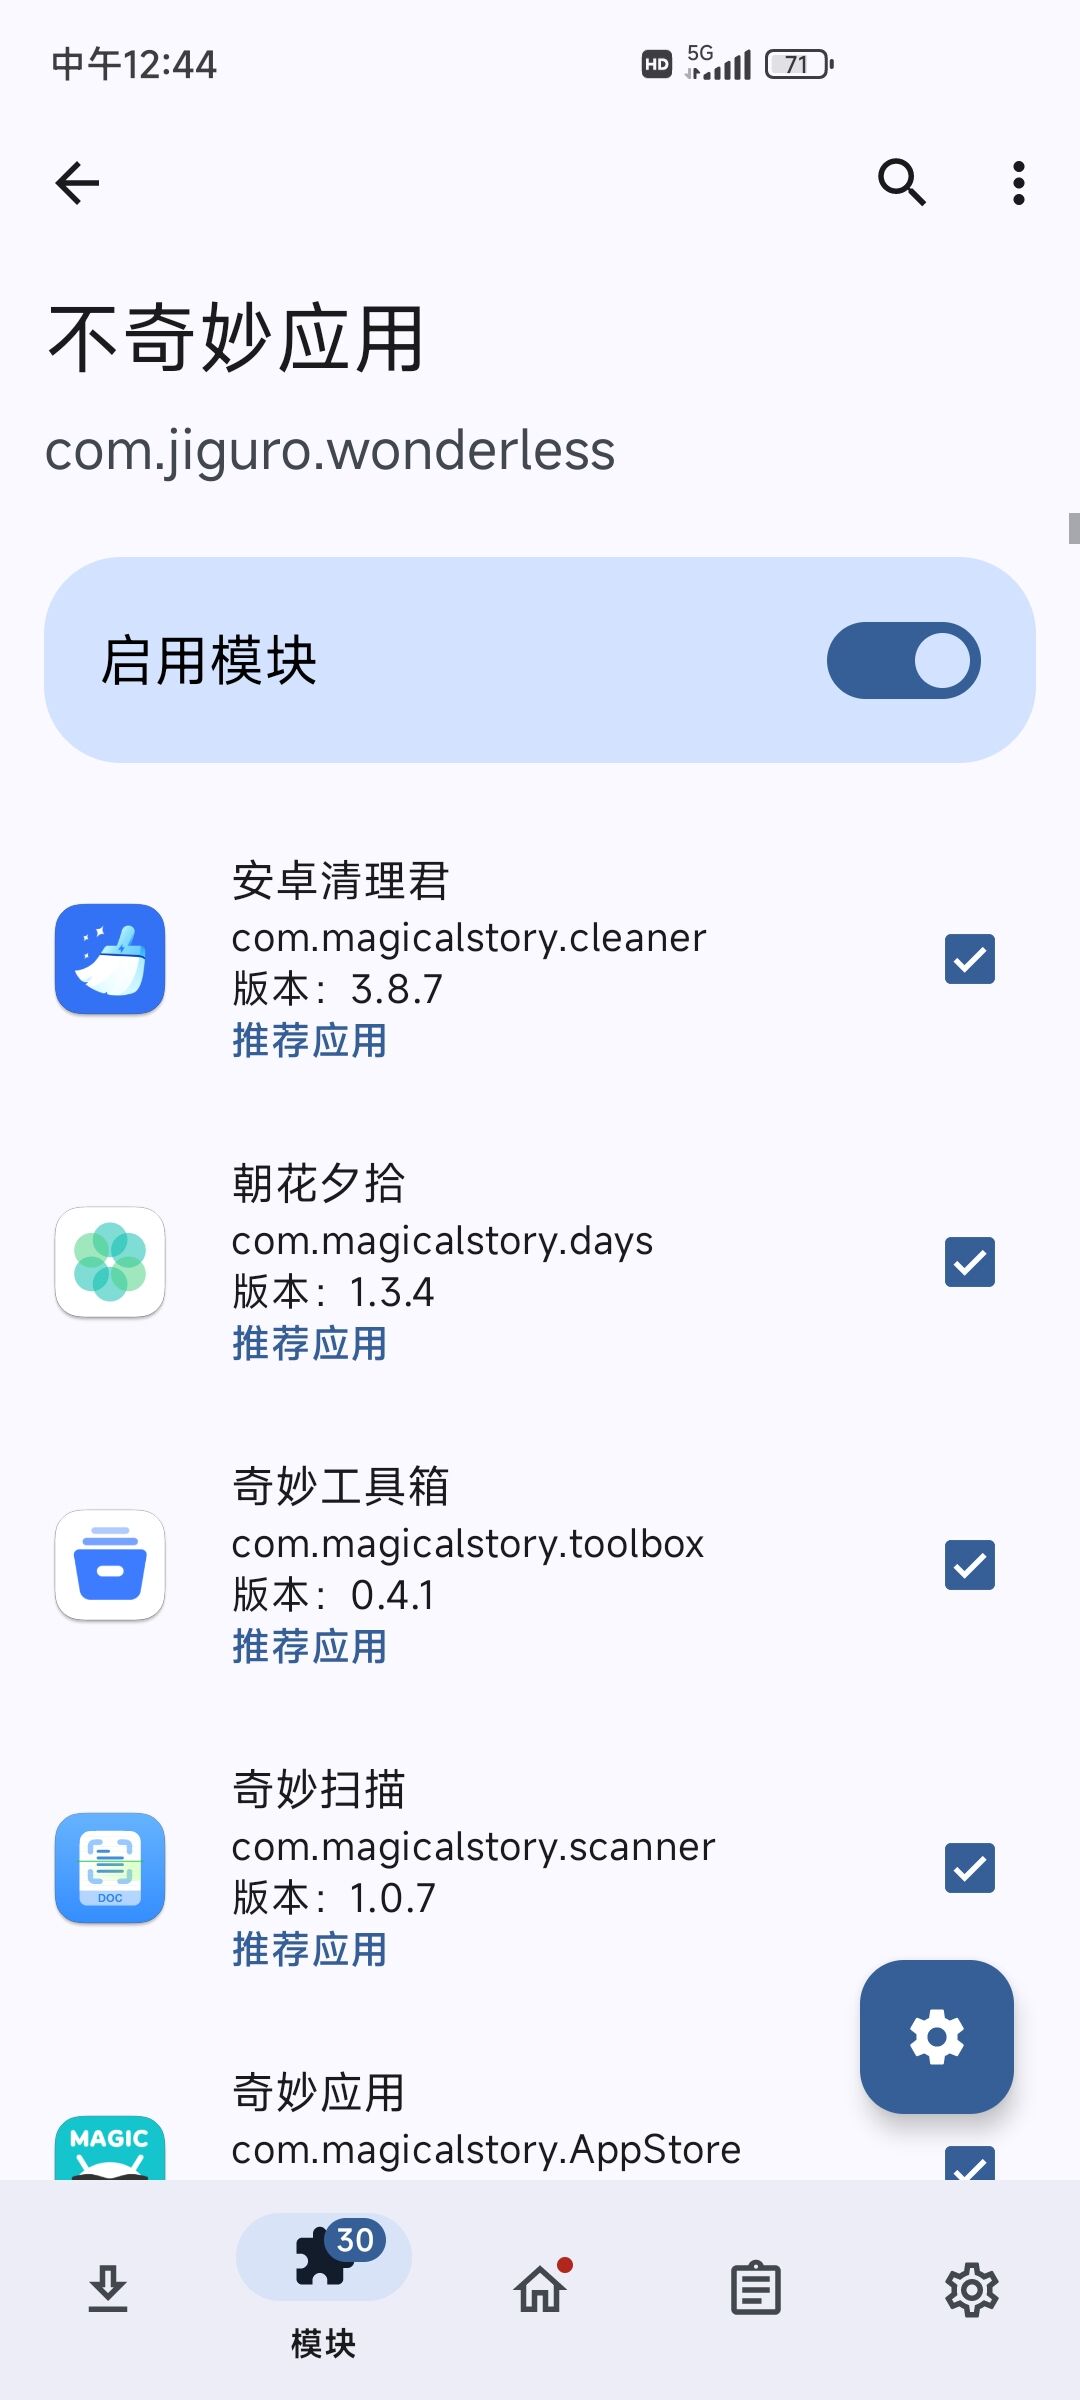 中午12:44
HD
5G
71
不奇妙应用
com.jiguro.wonderless
启用模块
安卓清理君
com.magicalstory.cleaner
版本：3.8.7
推荐应用
朝花夕拾
com.magicalstory.days
版本：1.3.4
推荐应用
奇妙工具箱
com.magicalstory.toolbox
版本：0.4.1
推荐应用
奇妙扫描
com.magicalstory.scanner
版本：1.0.7
推荐应用
DOC
奇妙应用
com.magicalstory.AppStore
MAGIC
30
模块